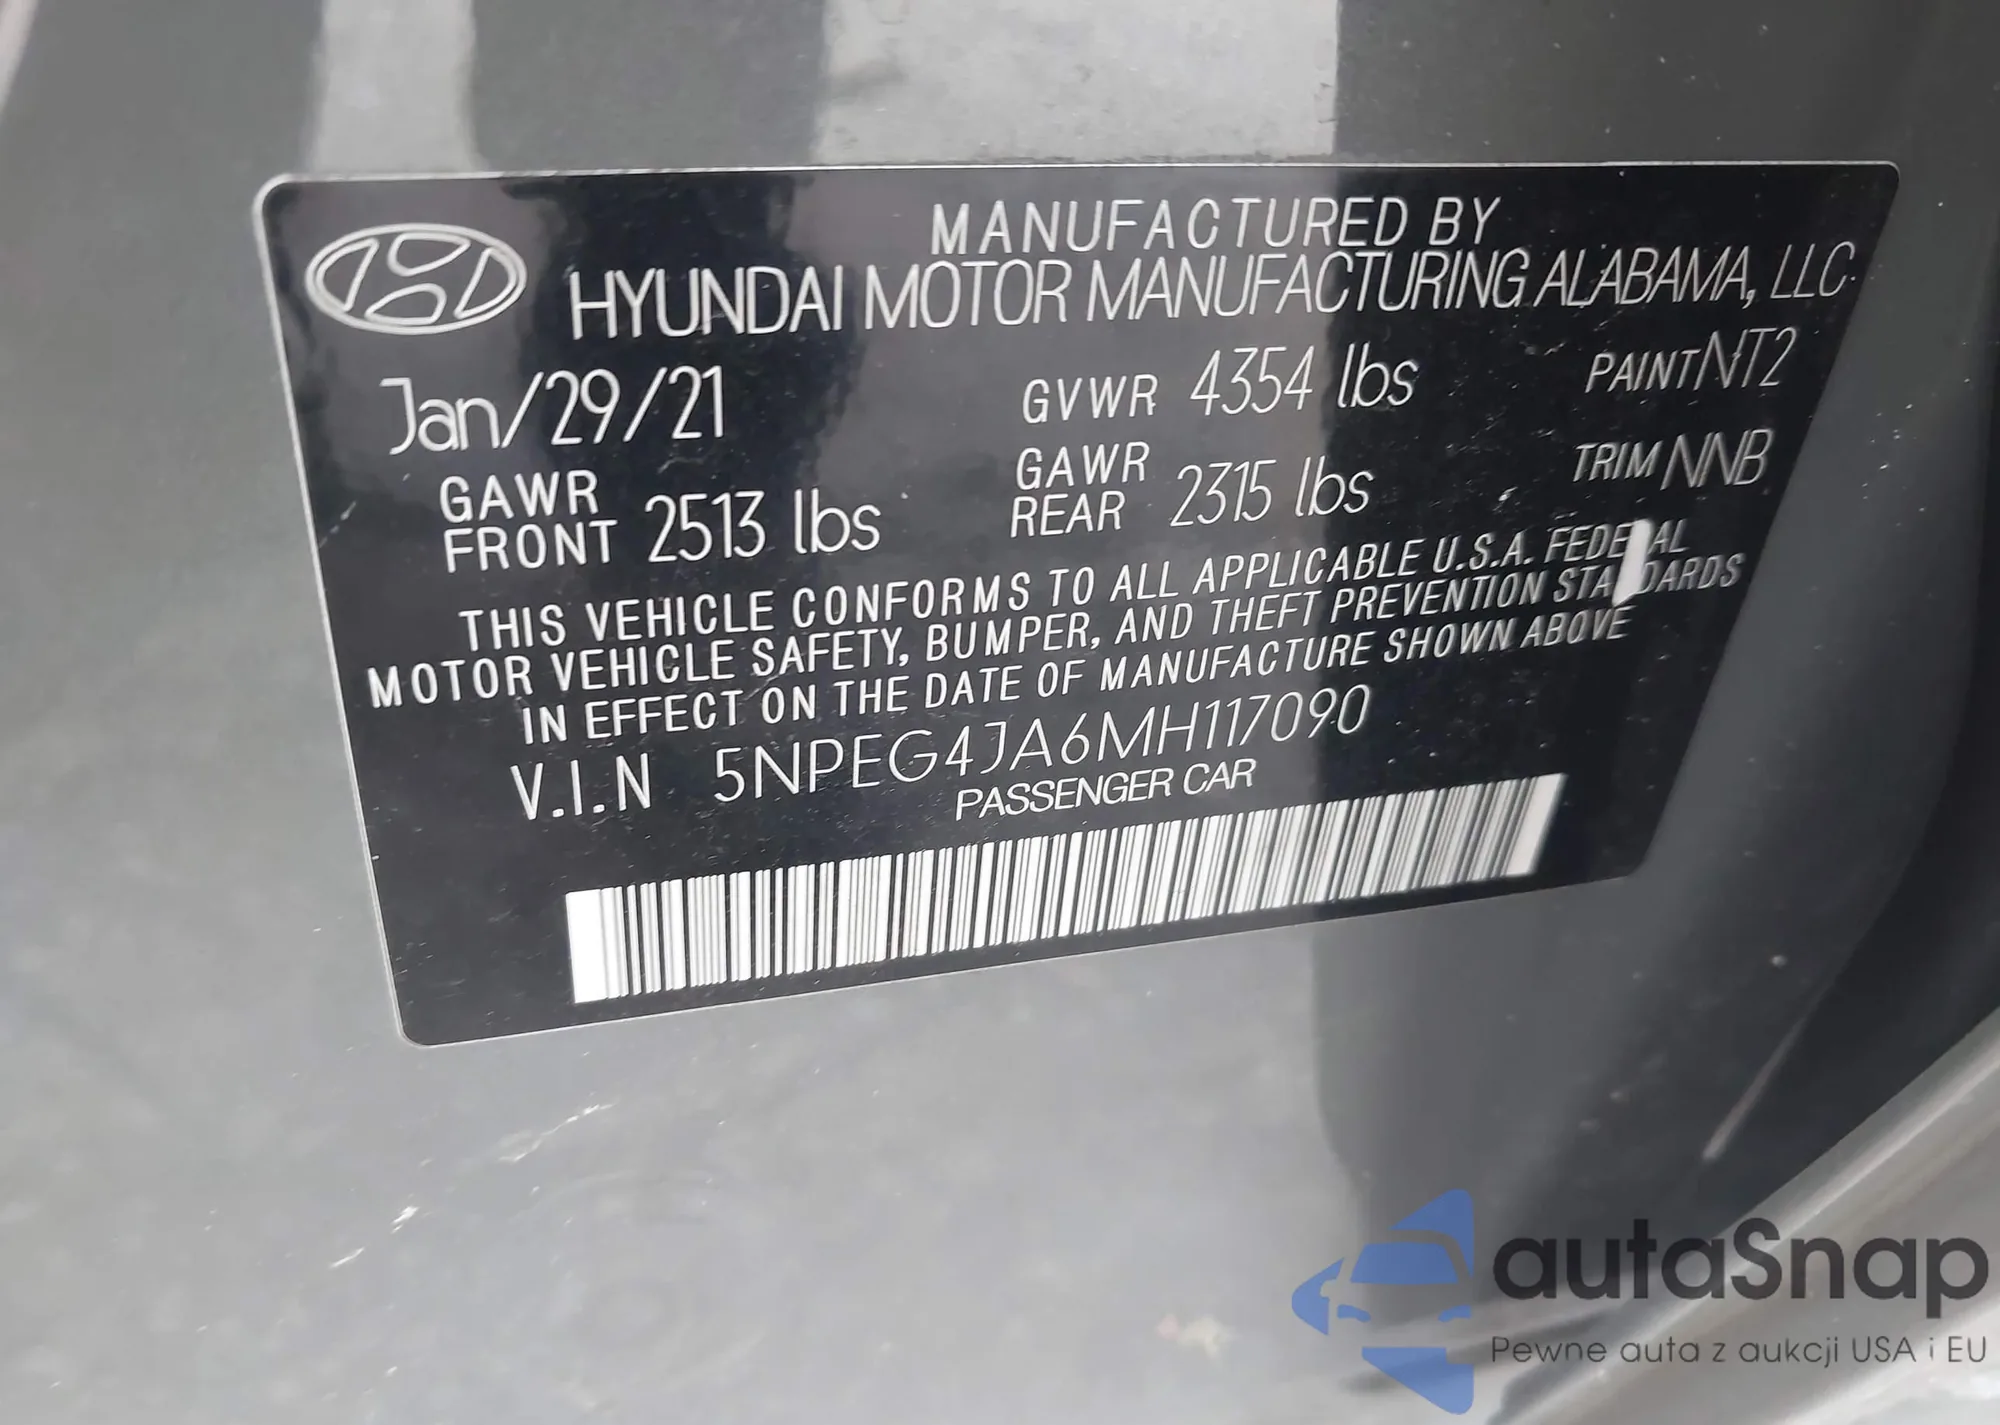 MANUFACTURED BY
HYUNDAI MOTOR MANUFACTURING ALABAMA, LLC.
Jan/29/21 GVWR 4354 lbs PAINT NT2
GAWR FRONT 2513 lbs GAWR REAR 2315 lbs TRIM NNB
THIS VEHICLE CONFORMS TO ALL APPLICABLE U.S.A. FEDERAL
MOTOR VEHICLE SAFETY, BUMPER, AND THEFT PREVENTION STANDARDS
IN EFFECT ON THE DATE OF MANUFACTURE SHOWN ABOVE
V.I.N 5NPEG4JA6MH117090
PASSENGER CAR
autaSnap
Pewne auta z aukcji USA i EU